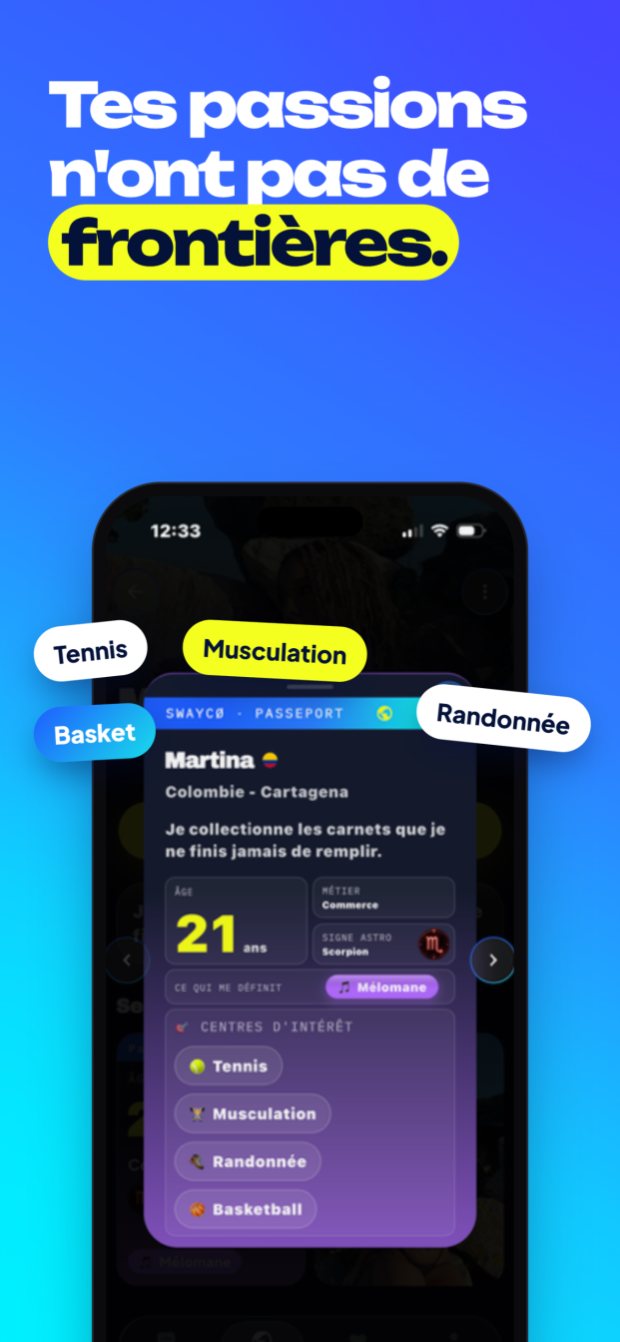 Tes passions
n'ont pas de
frontières.
12:33
Tennis
Musculation
Basket
Randonnée
SWAYCØ · PASSEPORT
Martina
Colombie - Cartagena
Je collectionne les carnets que je
ne finis jamais de remplir.
ÂGE
21 ans
MÉTIER
Commerce
SIGNE ASTRO
Scorpion
CE QUI ME DÉFINIT
Mélomane
CENTRES D'INTÉRÊT
Tennis
Musculation
Randonnée
Basketball
Mélomane